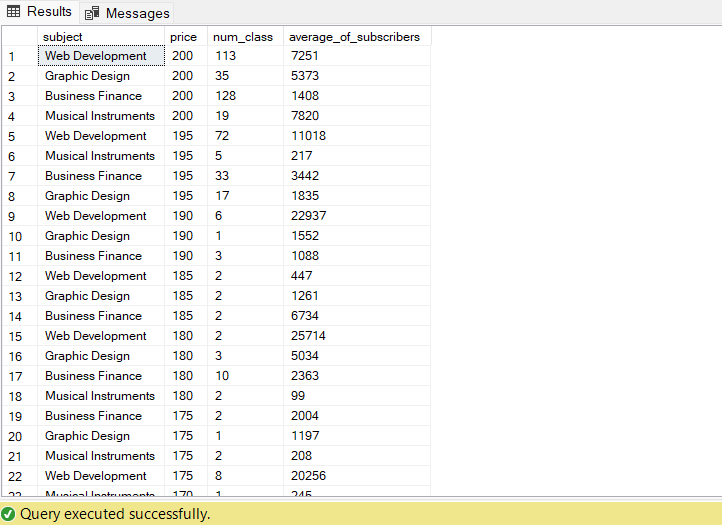 Results Messages
subject price num_class average_of_subscribers
1 Web Development 200 113 7251
2 Graphic Design 200 35 5373
3 Business Finance 200 128 1408
4 Musical Instruments 200 19 7820
5 Web Development 195 72 11018
6 Musical Instruments 195 5 217
7 Business Finance 195 33 3442
8 Graphic Design 195 17 1835
9 Web Development 190 6 22937
10 Graphic Design 190 1 1552
11 Business Finance 190 3 1088
12 Web Development 185 2 447
13 Graphic Design 185 2 1261
14 Business Finance 185 2 6734
15 Web Development 180 2 25714
16 Graphic Design 180 3 5034
17 Business Finance 180 10 2363
18 Musical Instruments 180 2 99
19 Business Finance 175 2 2004
20 Graphic Design 175 1 1197
21 Musical Instruments 175 2 208
22 Web Development 175 8 20256
23 Musical Instruments 170 1 245
Query executed successfully.